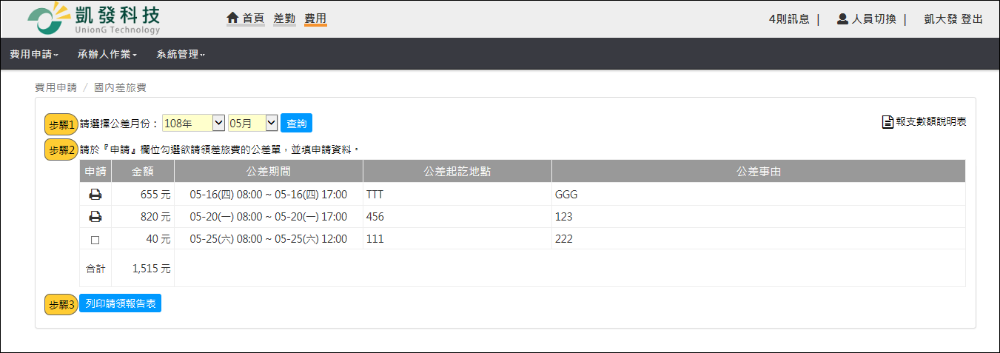 凱發科技
UnionG Technology
首頁 差勤 費用
4則訊息 | 人員切換 | 凱大發 登出
費用申請 承辦人作業 系統管理
費用申請 / 國內差旅費
步驟1 請選擇公差月份： 108年 05月 查詢 報支數額說明表
步驟2 請於『申請』欄位勾選欲請領差旅費的公差單，並填申請資料。
申請 金額 公差期間 公差起訖地點 公差事由
655 元 05-16(四) 08:00 ~ 05-16(四) 17:00 TTT GGG
820 元 05-20(一) 08:00 ~ 05-20(一) 17:00 456 123
40 元 05-25(六) 08:00 ~ 05-25(六) 12:00 111 222
合計 1,515 元
步驟3 列印請領報告表